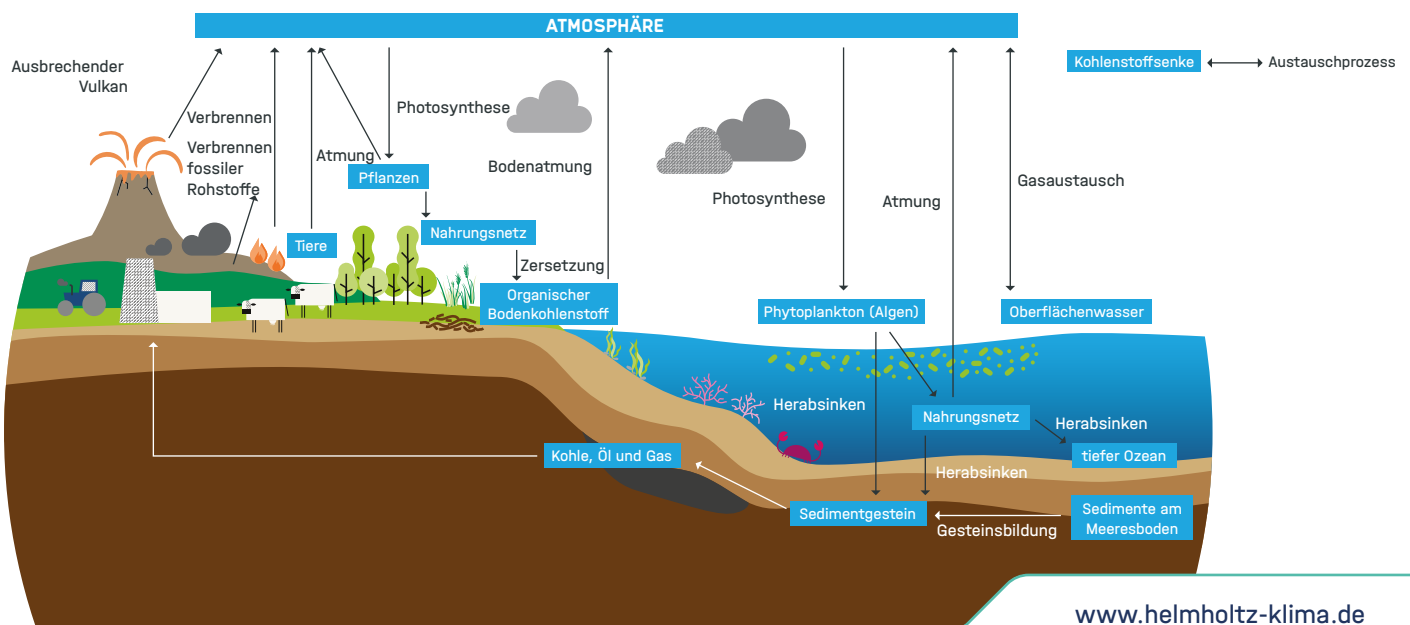 ATMOSPHÄRE
Ausbrechender
Vulkan
Kohlenstoffsenke
Austauschprozess
Verbrennen
Photosynthese
Verbrennen
fossiler
Rohstoffe
Atmung
Bodenatmung
Pflanzen
Photosynthese
Atmung
Gasaustausch
Tiere
Nahrungsnetz
Zersetzung
Organischer
Bodenkohlenstoff
Phytoplankton (Algen)
Oberflächenwasser
Herabsinken
Nahrungsnetz
Herabsinken
Kohle, Öl und Gas
tiefer Ozean
Herabsinken
Sedimentgestein
Sedimente am
Meeresboden
Gesteinsbildung
www.helmholtz-klima.de